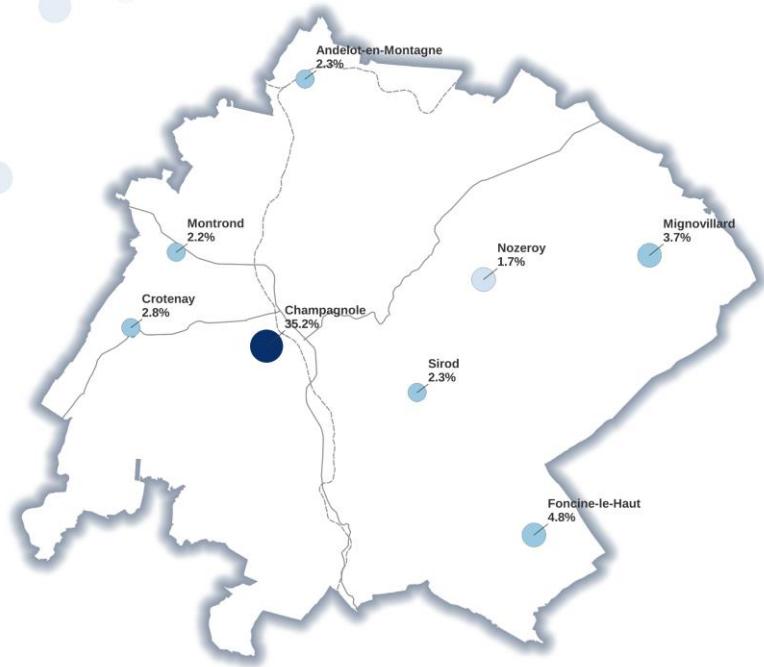 Andelot-en-Montagne
2.3%
Montrond
2.2%
Nozeroy
1.7%
Mignovillard
3.7%
Crotenay
2.8%
Champagnole
35.2%
Sirod
2.3%
Foncine-le-Haut
4.8%